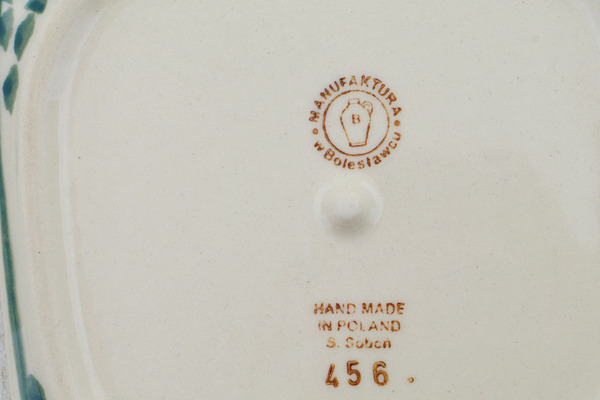 MANUFAKTURA
w Bolesławcu
B
HAND MADE
IN POLAND
S. Soboń
456.